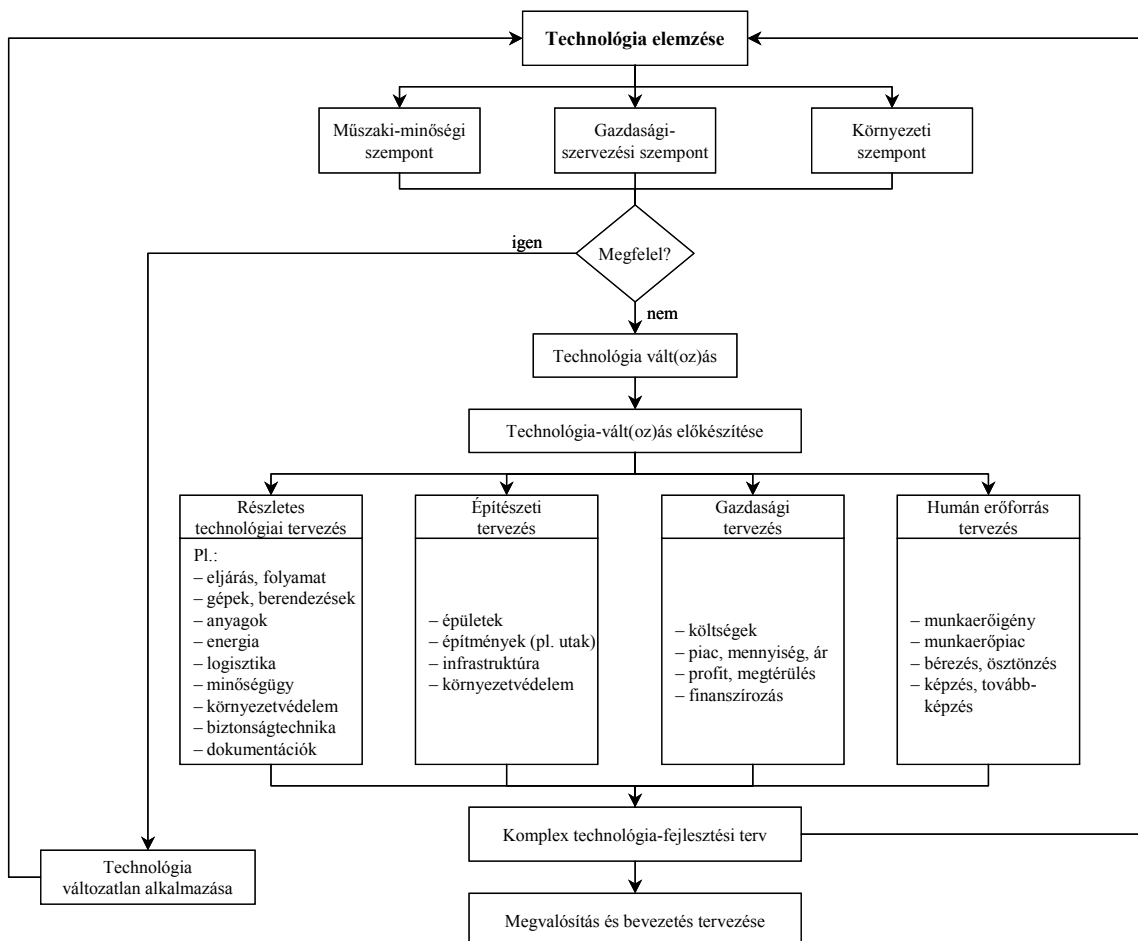 Technológia elemzése
Műszaki-minőségi
szempont
Gazdasági-
szervezési szempont
Környezeti
szempont
igen
Megfelel?
nem
Technológia vált(oz)ás
Technológia-vált(oz)ás előkészítése
Részletes
technológiai tervezés
Pl.:
– eljárás, folyamat
– gépek, berendezések
– anyagok
– energia
– logisztika
– minőségügy
– környezetvédelem
– biztonságtechnika
– dokumentációk
Építészeti
tervezés
– épületek
– építmények (pl. utak)
– infrastruktúra
– környezetvédelem
Gazdasági
tervezés
– költségek
– piac, mennyiség, ár
– profit, megtérülés
– finanszírozás
Humán erőforrás
tervezés
– munkaerőigény
– munkaerőpiac
– bérezés, ösztönzés
– képzés, tovább-
képzés
Komplex technológia-fejlesztési terv
Technológia
változatlan alkalmazása
Megvalósítás és bevezetés tervezése